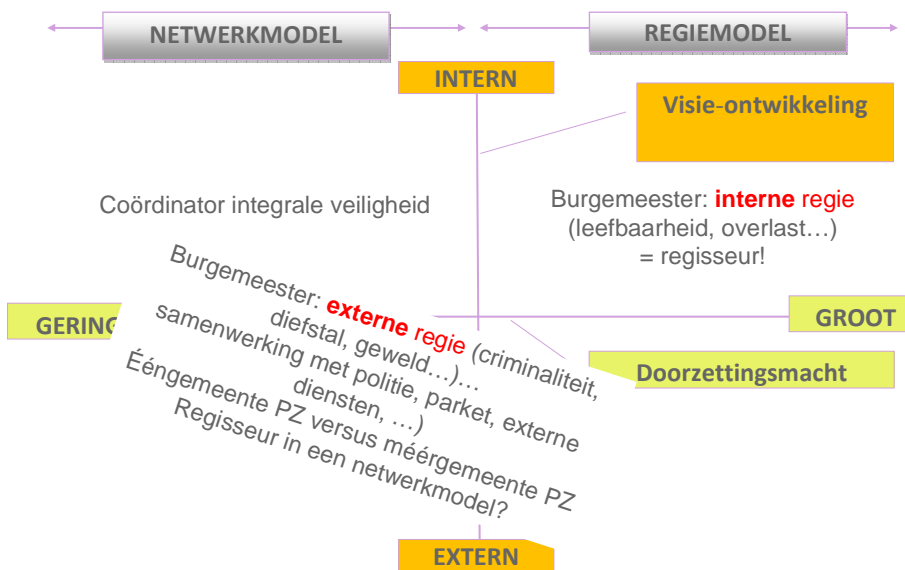 NETWERKMODEL
REGIEMODEL
INTERN
Visie-ontwikkeling
Coördinator integrale veiligheid
Burgemeester: interne regie
(leefbaarheid, overlast…)
= regisseur!
Burgemeester: externe regie (criminaliteit,
diefstal, geweld…)…
samenwerking met politie, parket, externe
diensten, …)
Ééngemeente PZ versus méérgemeente PZ
Regisseur in een netwerkmodel?
GERING
GROOT
Doorzettingsmacht
EXTERN